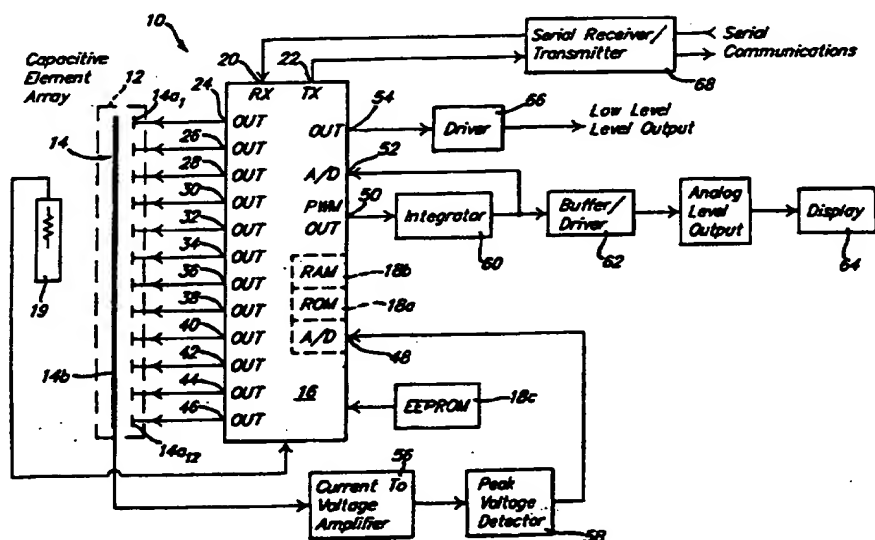 10
Capacitive
Element
Array
12
14a1
14
14b
14a12
19
20
22
RX
TX
24
OUT
26
OUT
28
OUT
30
OUT
32
OUT
34
OUT
36
OUT
38
OUT
40
OUT
42
OUT
44
OUT
46
OUT
16
OUT
54
A/D
52
PWM
OUT
50
RAM
18b
ROM
18a
A/D
48
EEPROM
18c
Serial Receiver/
Transmitter
68
Serial
Communications
Driver
66
Low Level
Level Output
Integrator
60
Buffer/
Driver
62
Analog
Level
Output
Display
64
Current To
Voltage
Amplifier
56
Peak
Voltage
Detector
58